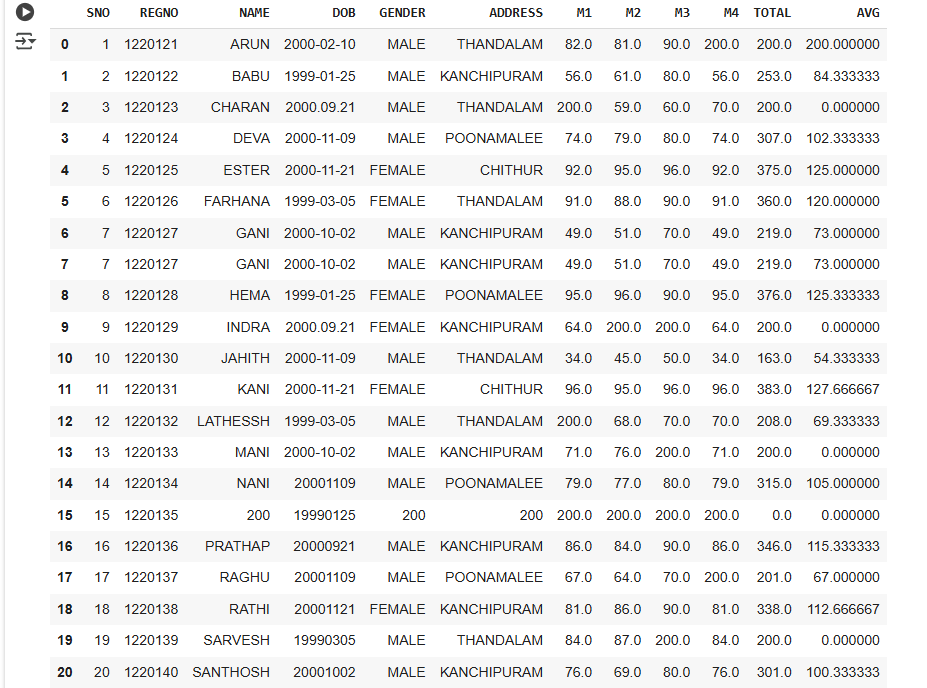 SNO REGNO NAME DOB GENDER ADDRESS M1 M2 M3 M4 TOTAL AVG
0 1 1220121 ARUN 2000-02-10 MALE THANDALAM 82.0 81.0 90.0 200.0 200.0 200.000000
1 2 1220122 BABU 1999-01-25 MALE KANCHIPURAM 56.0 61.0 80.0 56.0 253.0 84.333333
2 3 1220123 CHARAN 2000.09.21 MALE THANDALAM 200.0 59.0 60.0 70.0 200.0 0.000000
3 4 1220124 DEVA 2000-11-09 MALE POONAMALEE 74.0 79.0 80.0 74.0 307.0 102.333333
4 5 1220125 ESTER 2000-11-21 FEMALE CHITHUR 92.0 95.0 96.0 92.0 375.0 125.000000
5 6 1220126 FARHANA 1999-03-05 FEMALE THANDALAM 91.0 88.0 90.0 91.0 360.0 120.000000
6 7 1220127 GANI 2000-10-02 MALE KANCHIPURAM 49.0 51.0 70.0 49.0 219.0 73.000000
7 7 1220127 GANI 2000-10-02 MALE KANCHIPURAM 49.0 51.0 70.0 49.0 219.0 73.000000
8 8 1220128 HEMA 1999-01-25 FEMALE POONAMALEE 95.0 96.0 90.0 95.0 376.0 125.333333
9 9 1220129 INDRA 2000.09.21 FEMALE KANCHIPURAM 64.0 200.0 200.0 64.0 200.0 0.000000
10 10 1220130 JAHITH 2000-11-09 MALE THANDALAM 34.0 45.0 50.0 34.0 163.0 54.333333
11 11 1220131 KANI 2000-11-21 FEMALE CHITHUR 96.0 95.0 96.0 96.0 383.0 127.666667
12 12 1220132 LATHESSH 1999-03-05 MALE THANDALAM 200.0 68.0 70.0 70.0 208.0 69.333333
13 13 1220133 MANI 2000-10-02 MALE KANCHIPURAM 71.0 76.0 200.0 71.0 200.0 0.000000
14 14 1220134 NANI 20001109 MALE POONAMALEE 79.0 77.0 80.0 79.0 315.0 105.000000
15 15 1220135 200 19990125 200 200 200.0 200.0 200.0 200.0 0.0 0.000000
16 16 1220136 PRATHAP 20000921 MALE KANCHIPURAM 86.0 84.0 90.0 86.0 346.0 115.333333
17 17 1220137 RAGHU 20001109 MALE POONAMALEE 67.0 64.0 70.0 200.0 201.0 67.000000
18 18 1220138 RATHI 20001121 FEMALE KANCHIPURAM 81.0 86.0 90.0 81.0 338.0 112.666667
19 19 1220139 SARVESH 19990305 MALE THANDALAM 84.0 87.0 200.0 84.0 200.0 0.000000
20 20 1220140 SANTHOSH 20001002 MALE KANCHIPURAM 76.0 69.0 80.0 76.0 301.0 100.333333